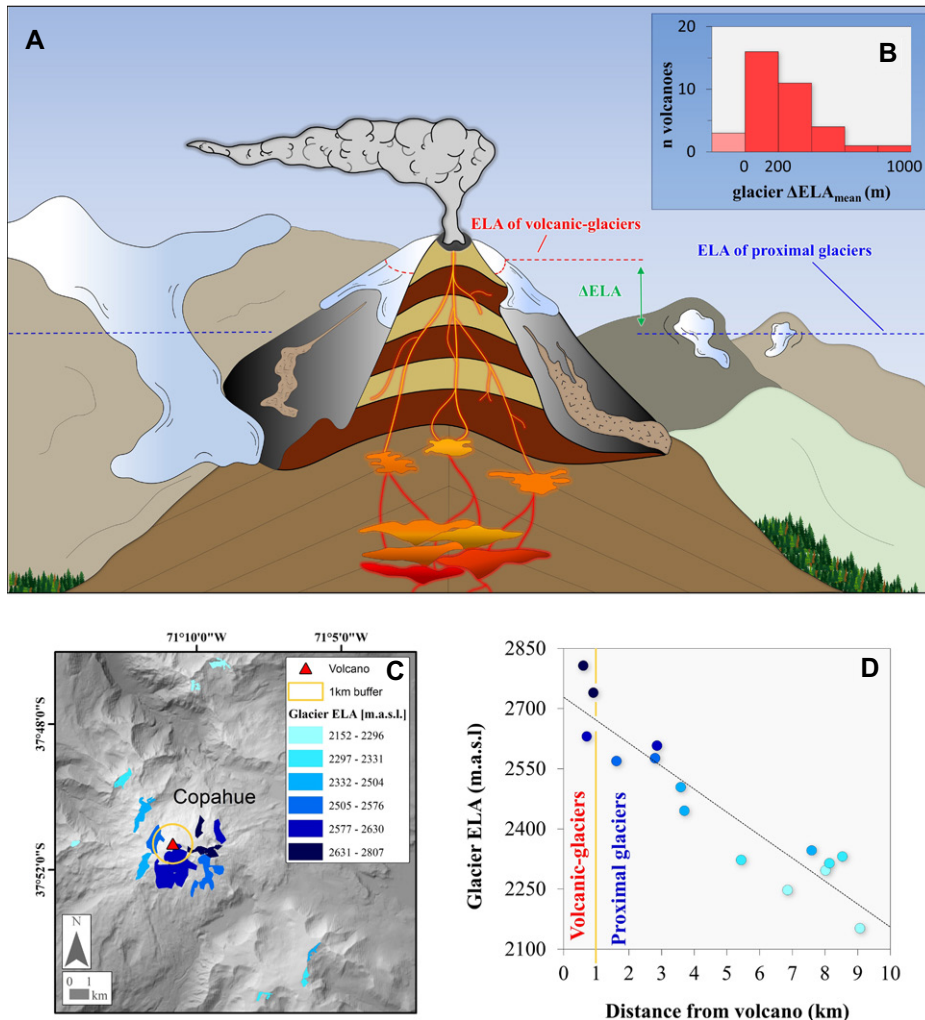 A
B
20
10
0
n volcanoes
0 200 1000
glacier ΔELAmean (m)
ELA of volcanic-glaciers
ELA of proximal glaciers
ΔELA
71°10'0"W 71°5'0"W
C
Volcano
1km buffer
Glacier ELA [m.a.s.l.]
2152 - 2296
2297 - 2331
2332 - 2504
2505 - 2576
2577 - 2630
2631 - 2807
37°48'0"S
37°52'0"S
Copahue
N
0 1
km
D
2850
2700
2550
2400
2250
2100
Glacier ELA (m.a.s.l)
Volcanic-glaciers
Proximal glaciers
0 1 2 3 4 5 6 7 8 9 10
Distance from volcano (km)